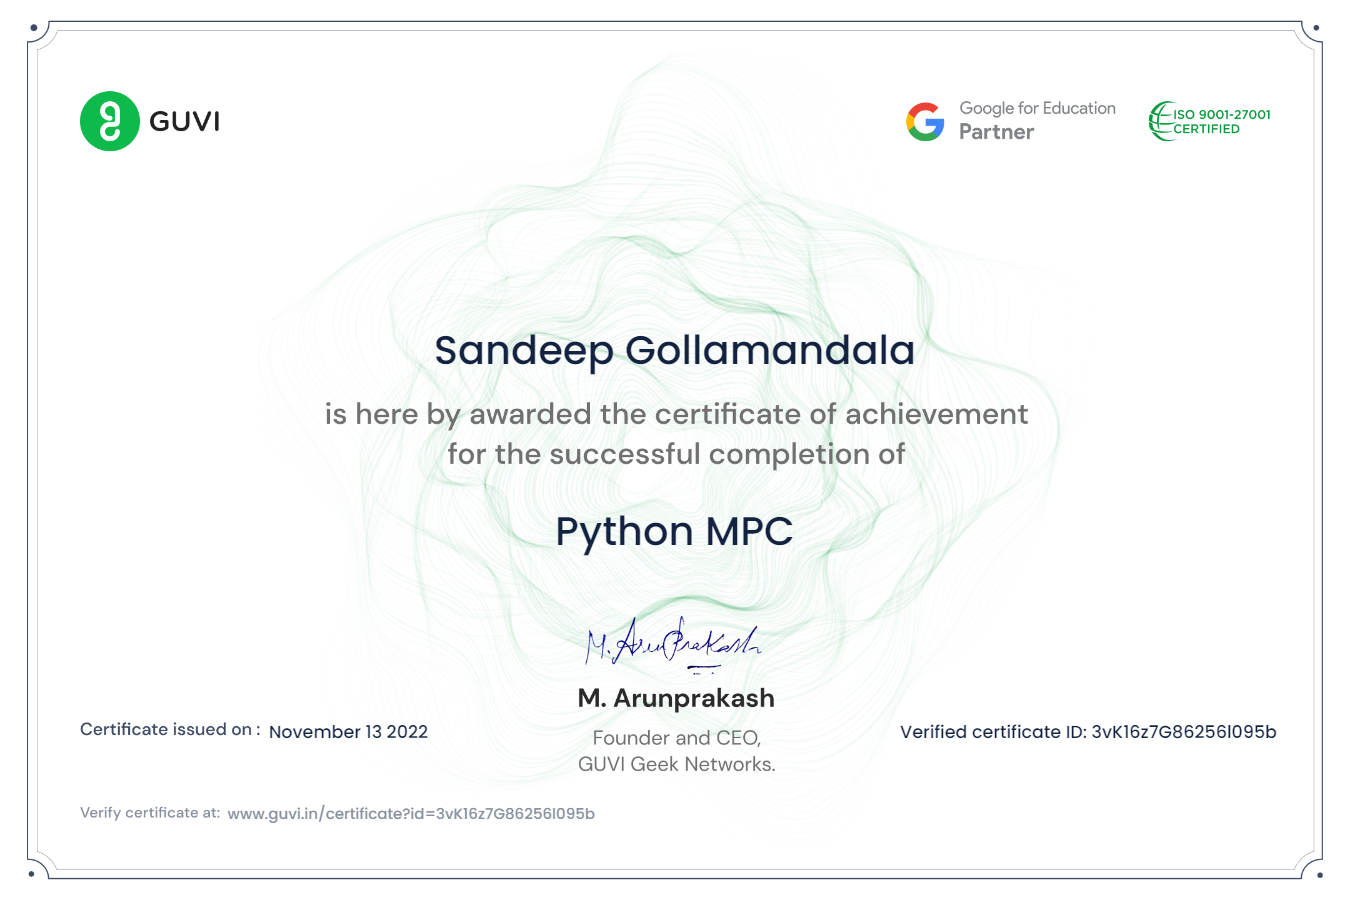 GUVI
Google for Education
Partner
ISO 9001-27001
CERTIFIED
Sandeep Gollamandala
is here by awarded the certificate of achievement
for the successful completion of
Python MPC
M. Arunprakash
M. Arunprakash
Founder and CEO,
GUVI Geek Networks.
Certificate issued on : November 13 2022
Verified certificate ID: 3vK16z7G86256l095b
Verify certificate at: www.guvi.in/certificate?id=3vK16z7G86256l095b